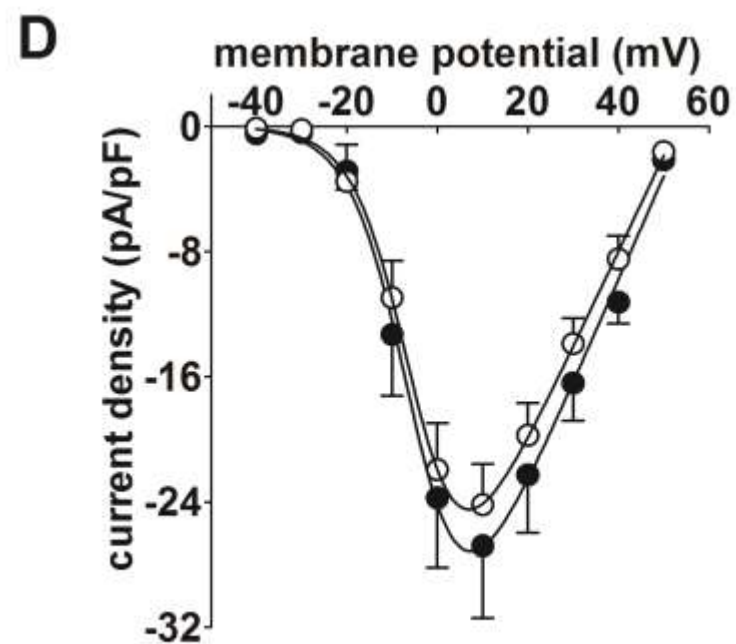 D
membrane potential (mV)
-40 -20 0 20 40 60
current density (pA/pF)
0
-8
-16
-24
-32